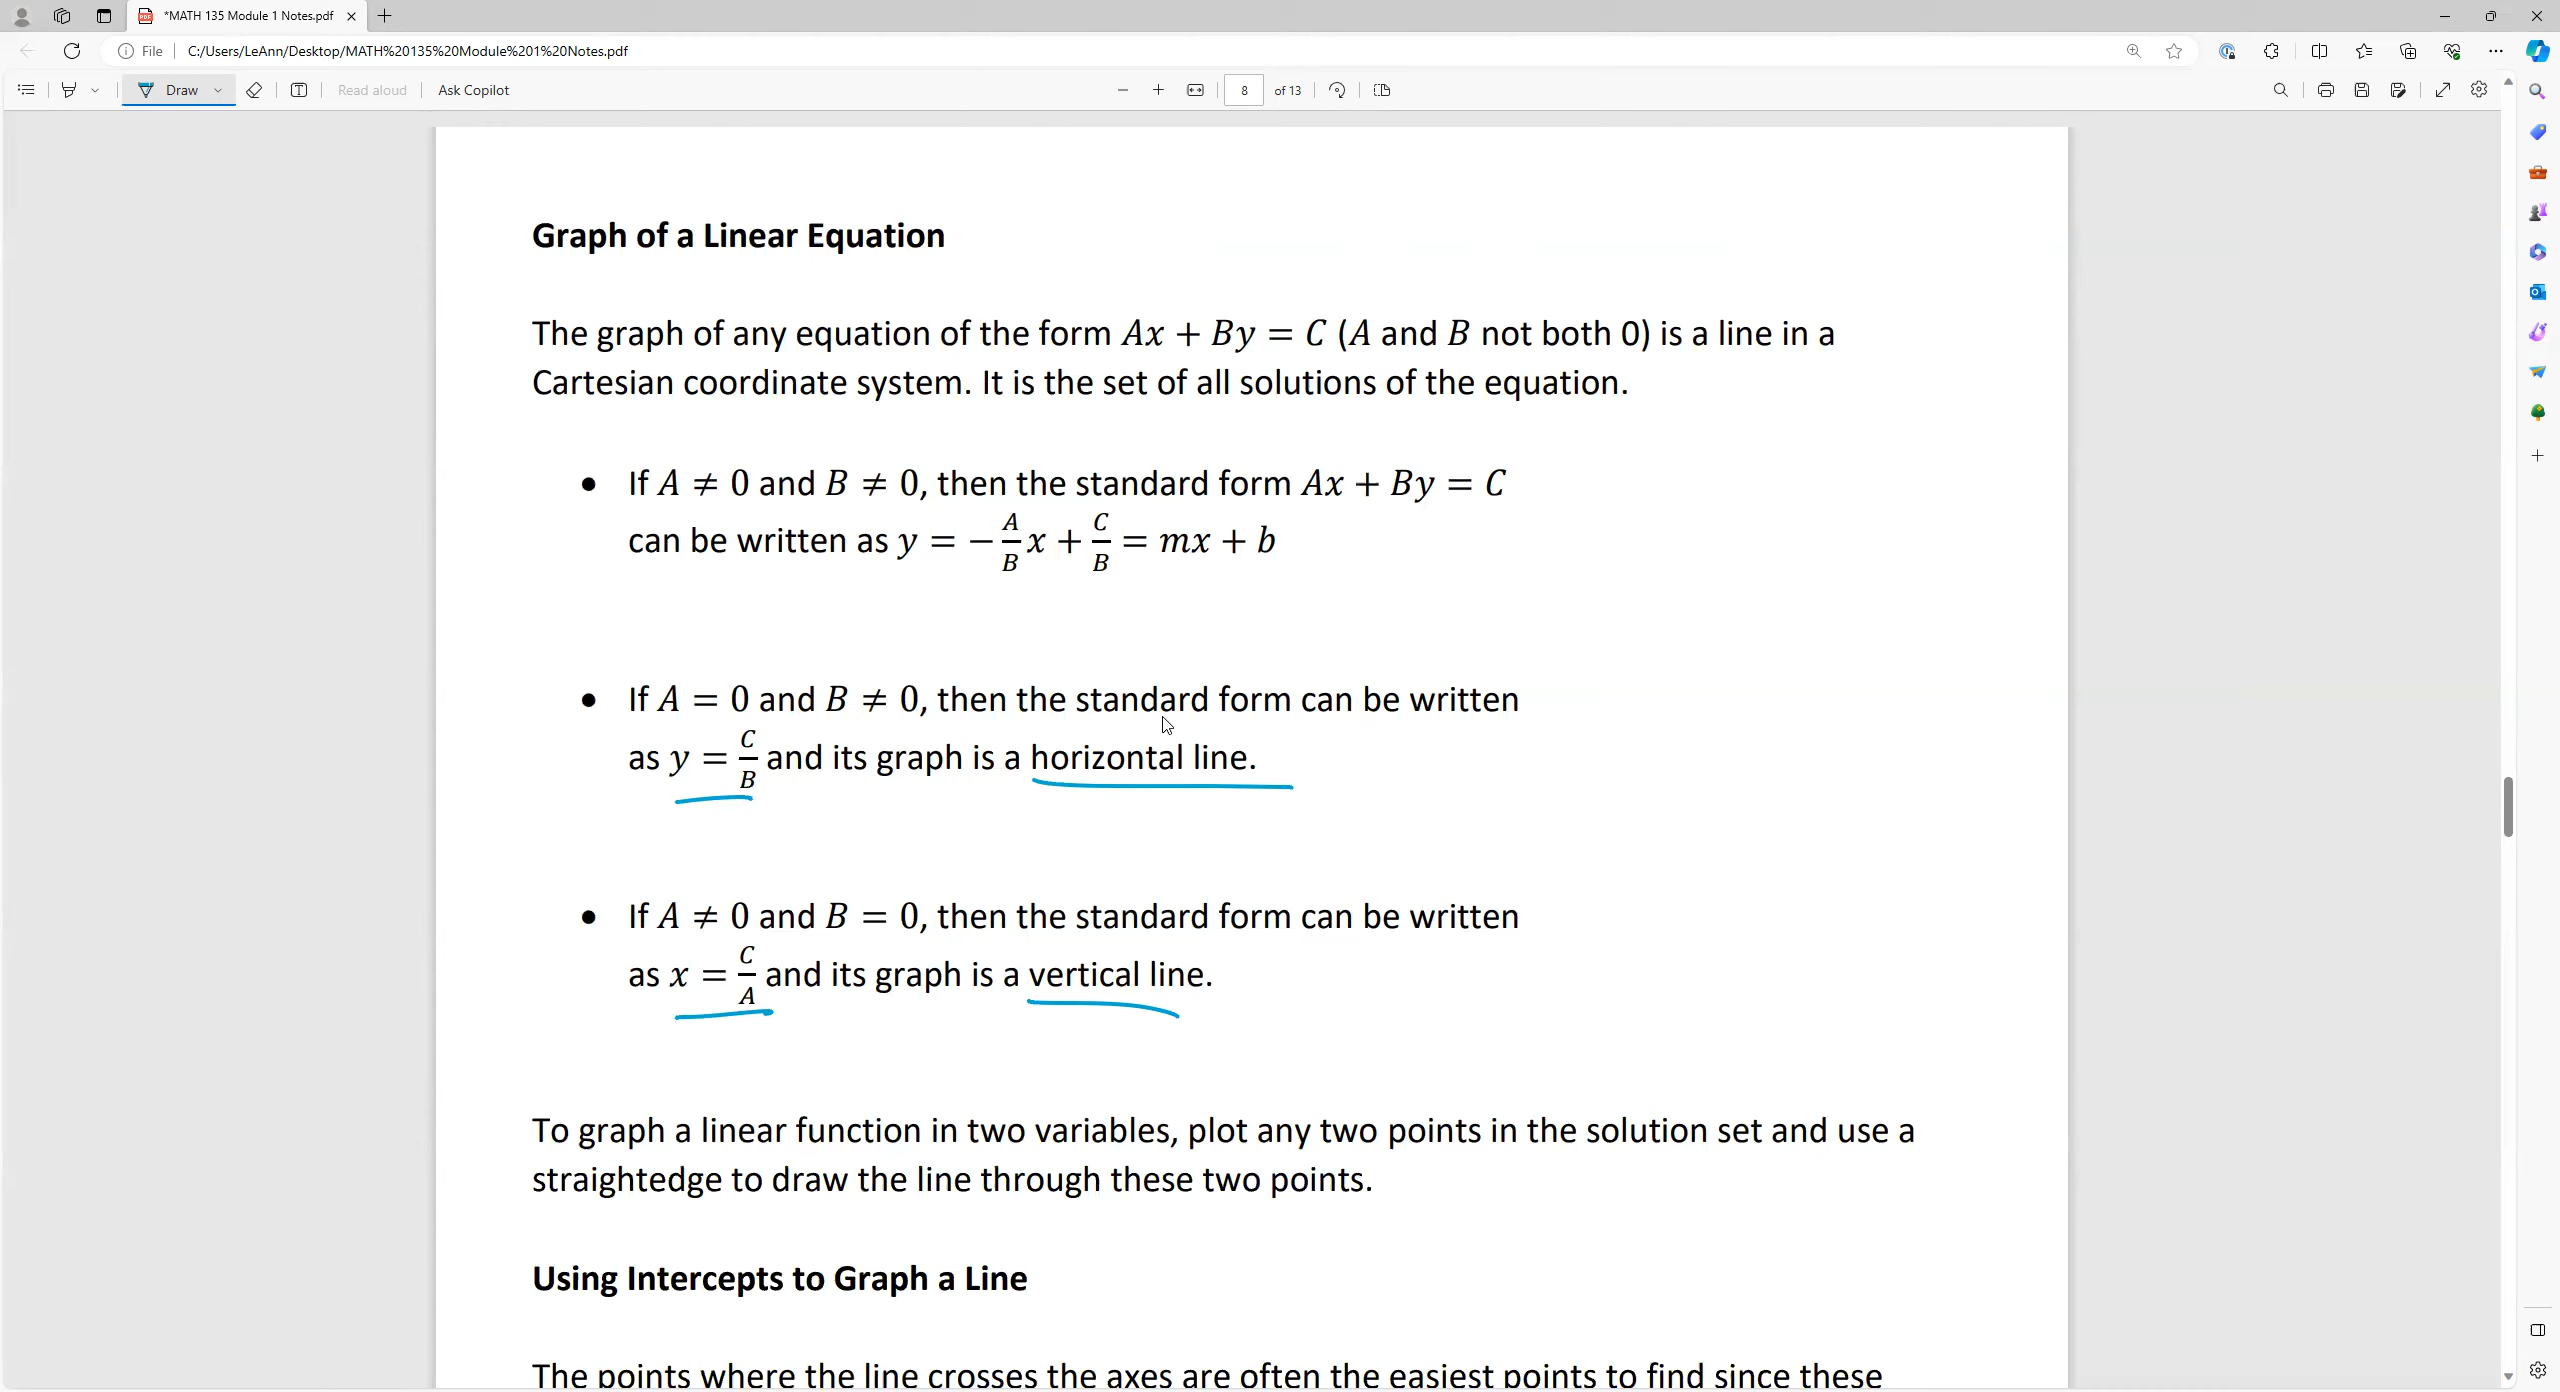 *MATH 135 Module 1 Notes.pdf
File C:/Users/LeAnn/Desktop/MATH%20135%20Module%201%20Notes.pdf
Draw Read aloud Ask Copilot 8 of 13
Graph of a Linear Equation
The graph of any equation of the form Ax + By = C (A and B not both 0) is a line in a
Cartesian coordinate system. It is the set of all solutions of the equation.
• If A ≠ 0 and B ≠ 0, then the standard form Ax + By = C
can be written as y = −A/B x + C/B = mx + b
• If A = 0 and B ≠ 0, then the standard form can be written
as y = C/B and its graph is a horizontal line.
• If A ≠ 0 and B = 0, then the standard form can be written
as x = C/A and its graph is a vertical line.
To graph a linear function in two variables, plot any two points in the solution set and use a
straightedge to draw the line through these two points.
Using Intercepts to Graph a Line
The points where the line crosses the axes are often the easiest points to find since these